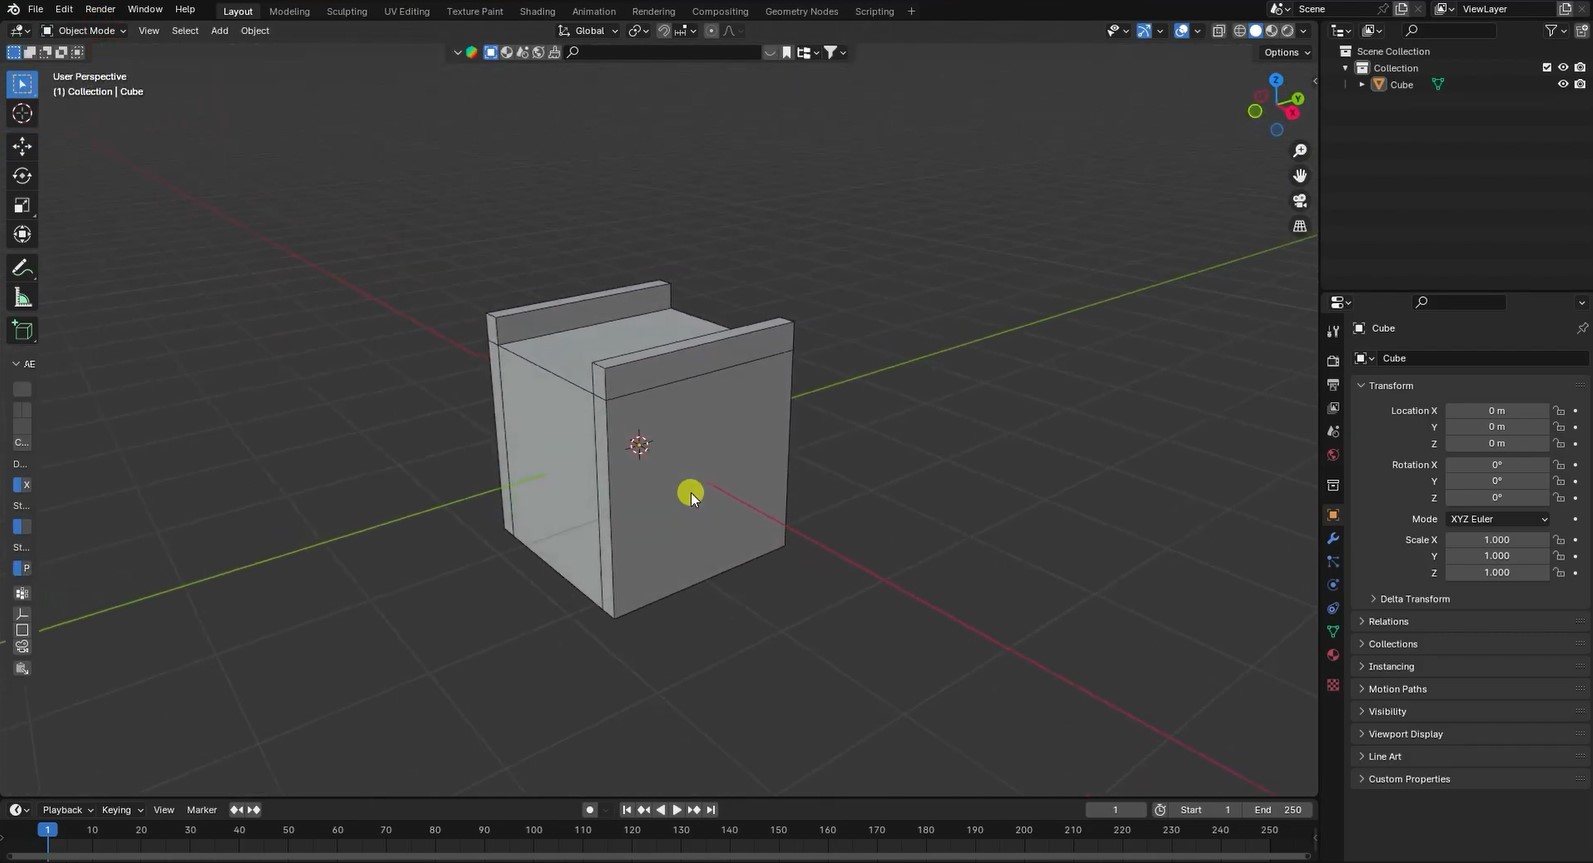 File Edit Render Window Help Layout Modeling Sculpting UV Editing Texture Paint Shading Animation Rendering Compositing Geometry Nodes Scripting + Scene ViewLayer
Object Mode View Select Add Object Global
Options
User Perspective
(1) Collection | Cube
Z
Y
X
Scene Collection
Collection
Cube
Cube
Cube
Transform
Location X 0 m
Y 0 m
Z 0 m
Rotation X 0°
Y 0°
Z 0°
Mode XYZ Euler
Scale X 1.000
Y 1.000
Z 1.000
Delta Transform
Relations
Collections
Instancing
Motion Paths
Visibility
Viewport Display
Line Art
Custom Properties
Æ
C...
D...
X
St...
St...
P
Playback Keying View Marker 1 Start 1 End 250
1 10 20 30 40 50 60 70 80 90 100 110 120 130 140 150 160 170 180 190 200 210 220 230 240 250